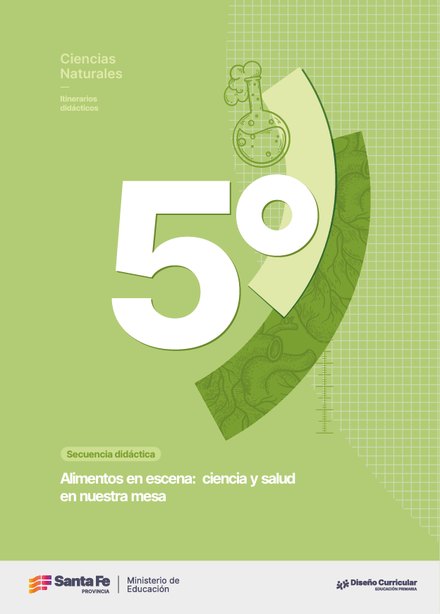 Ciencias
Naturales
Itinerarios
didácticos
5º
Secuencia didáctica
Alimentos en escena: ciencia y salud
en nuestra mesa
Santa Fe
PROVINCIA
Ministerio de
Educación
Diseño Curricular
EDUCACIÓN PRIMARIA